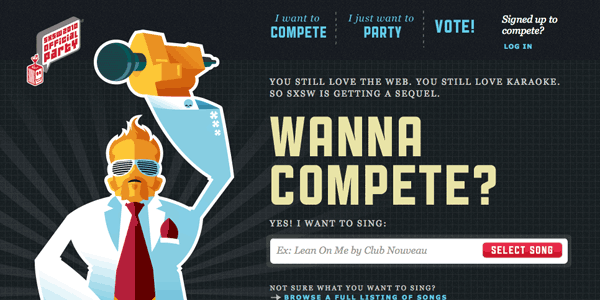 SXSW 2010
OFFICIAL
PARTY
I want to
COMPETE
I just want to
PARTY
VOTE!
Signed up to
compete?
LOG IN
YOU STILL LOVE THE WEB. YOU STILL LOVE KARAOKE.
SO SXSW IS GETTING A SEQUEL.
WANNA
COMPETE?
YES! I WANT TO SING:
Ex: Lean On Me by Club Nouveau
SELECT SONG
NOT SURE WHAT YOU WANT TO SING?
→ BROWSE A FULL LISTING OF SONGS